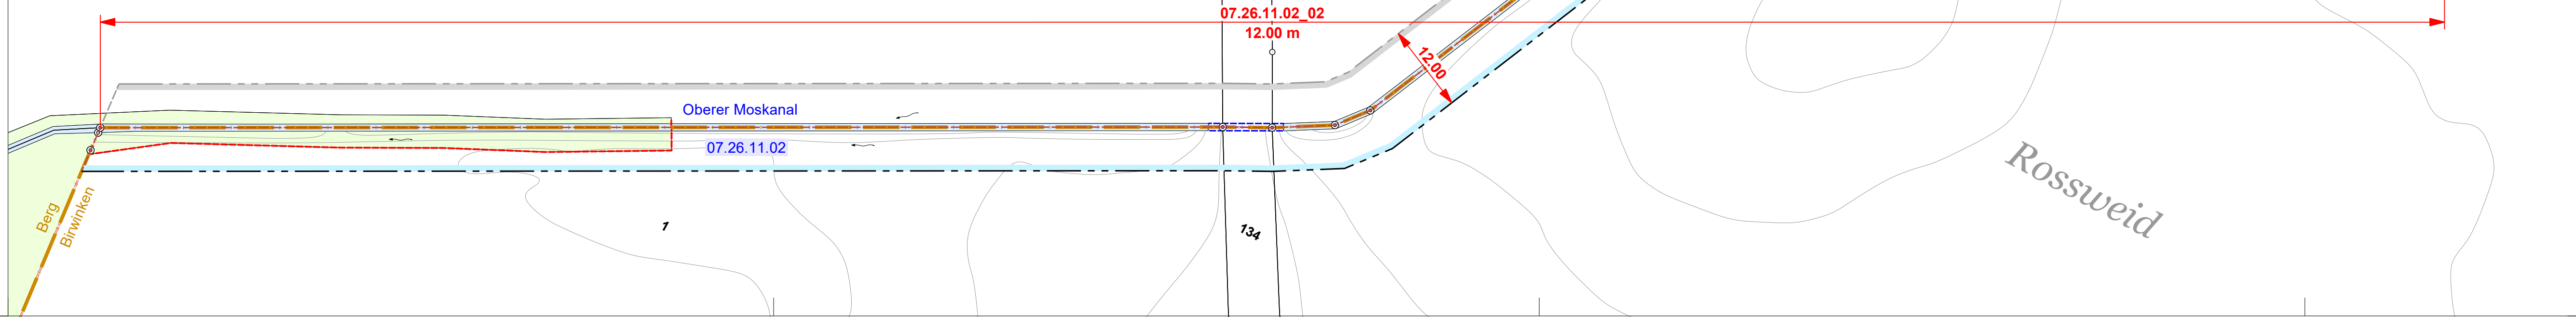 07.26.11.02_02
12.00 m
12.00
Oberer Moskanal
07.26.11.02
Berg
Birwinken
1
134
Rossweid